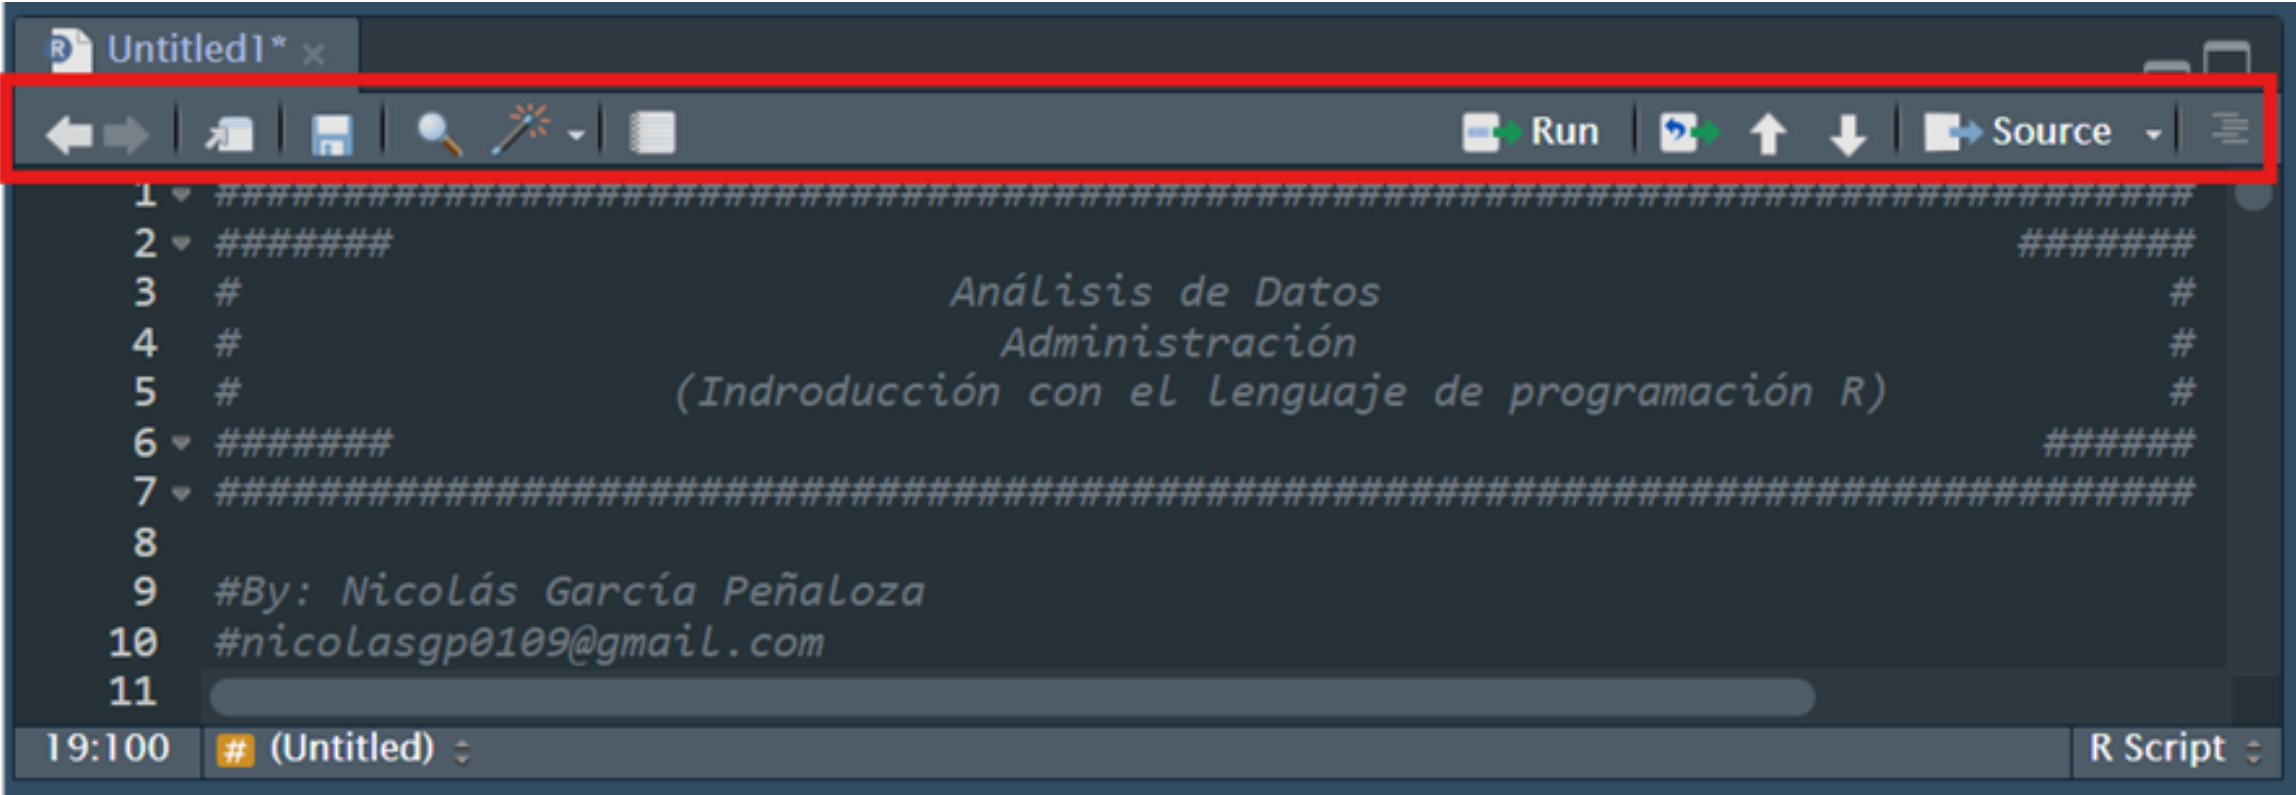 Untitled1*
Run Source
1 ##############################################################################
2 ####### #######
3 # Análisis de Datos #
4 # Administración #
5 # (Indroducción con el lenguaje de programación R) #
6 ####### ######
7 ##############################################################################
8
9 #By: Nicolás García Peñaloza
10 #nicolasgp0109@gmail.com
11
19:100 # (Untitled) R Script